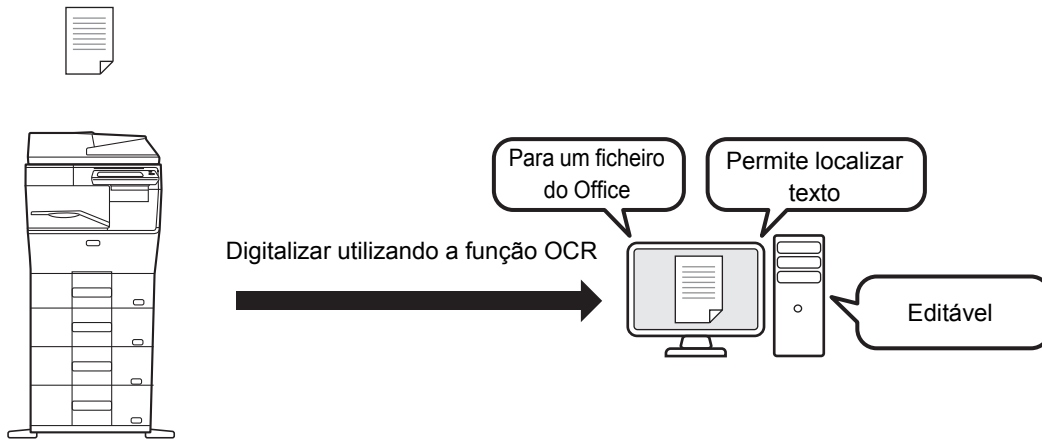 Para um ficheiro
do Office
Permite localizar
texto
Digitalizar utilizando a função OCR
Editável